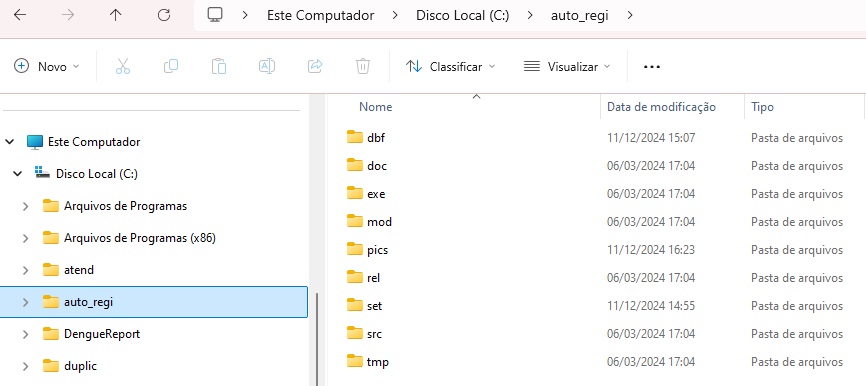 Este Computador > Disco Local (C:) > auto_regi >
Novo Classificar Visualizar ...
Nome Data de modificação Tipo
Este Computador
Disco Local (C:)
Arquivos de Programas
Arquivos de Programas (x86)
atend
auto_regi
DengueReport
duplic
dbf 11/12/2024 15:07 Pasta de arquivos
doc 06/03/2024 17:04 Pasta de arquivos
exe 06/03/2024 17:04 Pasta de arquivos
mod 06/03/2024 17:04 Pasta de arquivos
pics 11/12/2024 16:23 Pasta de arquivos
rel 06/03/2024 17:04 Pasta de arquivos
set 11/12/2024 14:55 Pasta de arquivos
src 06/03/2024 17:04 Pasta de arquivos
tmp 06/03/2024 17:04 Pasta de arquivos